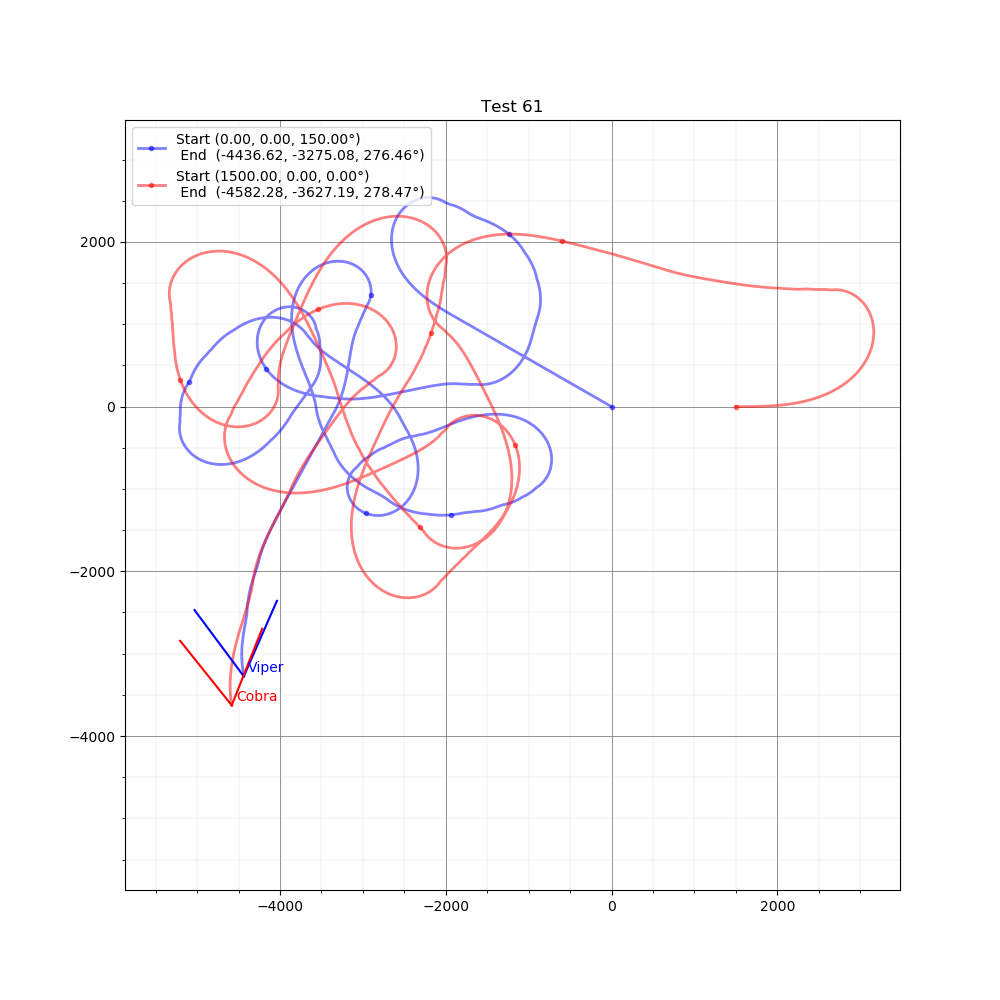 Test 61
Start (0.00, 0.00, 150.00°)
End  (-4436.62, -3275.08, 276.46°)
Start (1500.00, 0.00, 0.00°)
End  (-4582.28, -3627.19, 278.47°)
2000
0
−2000
−4000
Viper
Cobra
−4000 −2000 0 2000